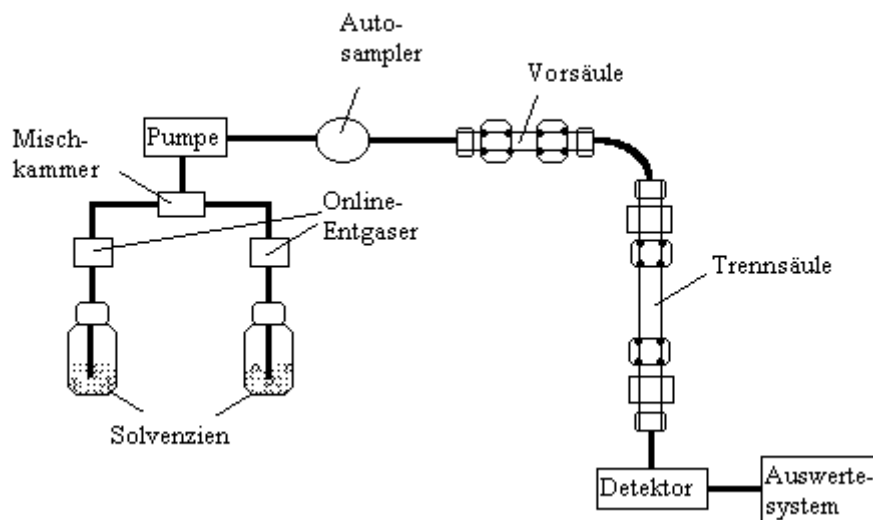 Auto-
sampler
Vorsäule
Pumpe
Misch-
kammer
Online-
Entgaser
Trennsäule
Solvenzien
Detektor
Auswerte-
system